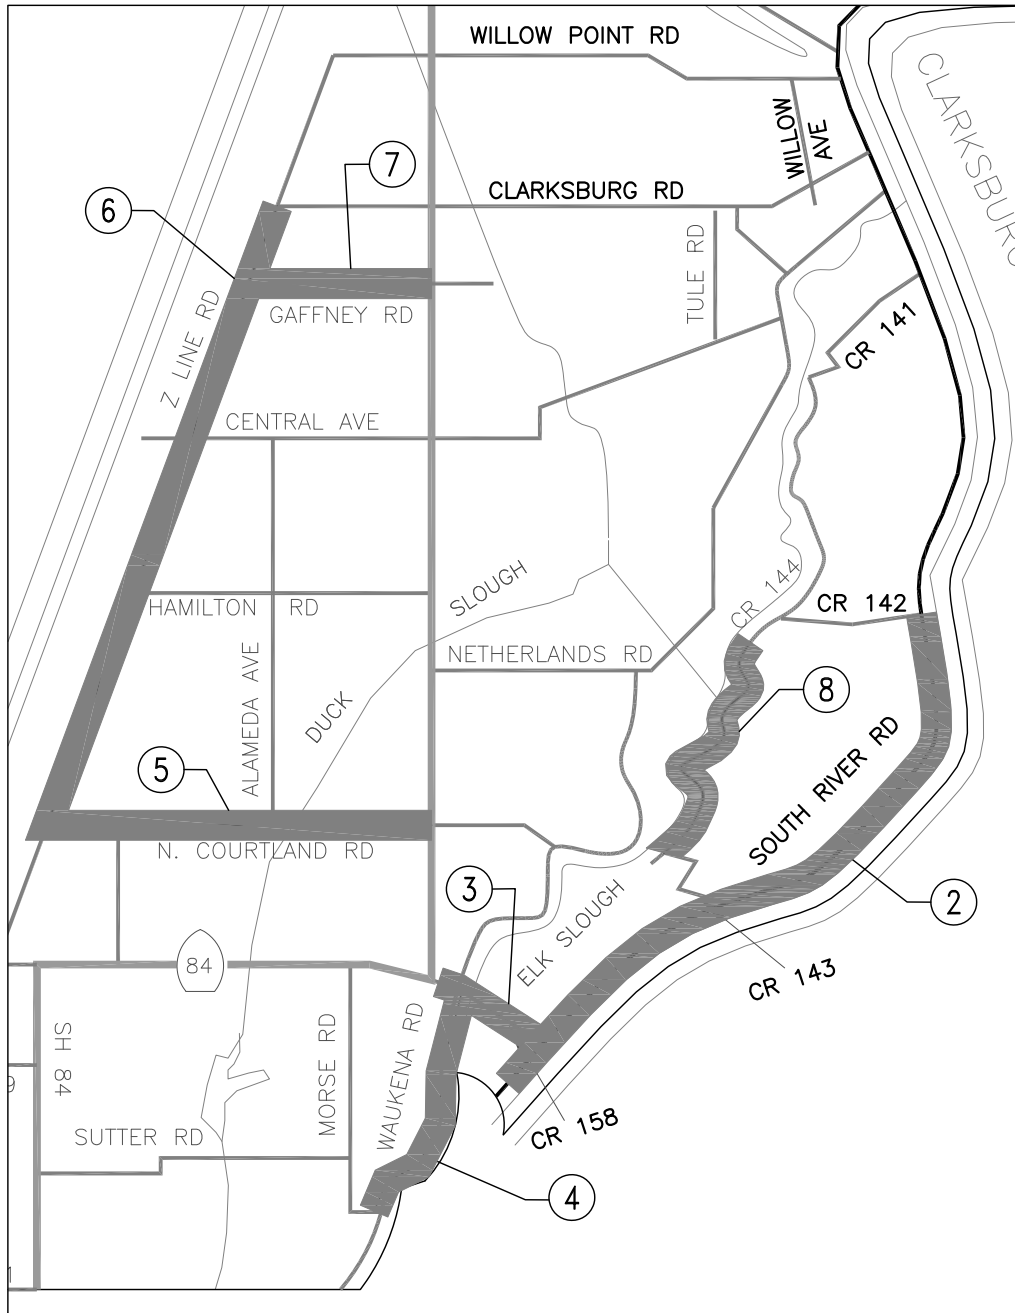 WILLOW POINT RD
CLARKSBURG
WILLOW
AVE
7
CLARKSBURG RD
6
TULE RD
Z LINE RD
GAFFNEY RD
CR 141
CENTRAL AVE
SLOUGH
CR 144
HAMILTON RD
CR 142
NETHERLANDS RD
ALAMEDA AVE
DUCK
8
5
SOUTH RIVER RD
N. COURTLAND RD
3
2
ELK SLOUGH
84
CR 143
SH 84
MORSE RD
WAUKENA RD
9
SUTTER RD
CR 158
4
1